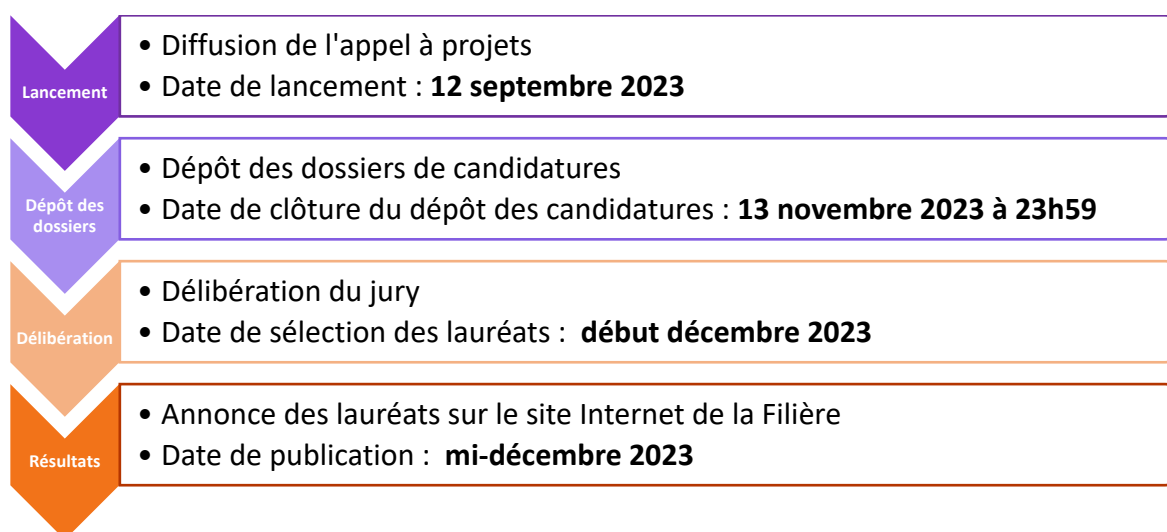 Lancement
• Diffusion de l'appel à projets
• Date de lancement : 12 septembre 2023
Dépôt des
dossiers
• Dépôt des dossiers de candidatures
• Date de clôture du dépôt des candidatures : 13 novembre 2023 à 23h59
Délibération
• Délibération du jury
• Date de sélection des lauréats : début décembre 2023
Résultats
• Annonce des lauréats sur le site Internet de la Filière
• Date de publication : mi-décembre 2023